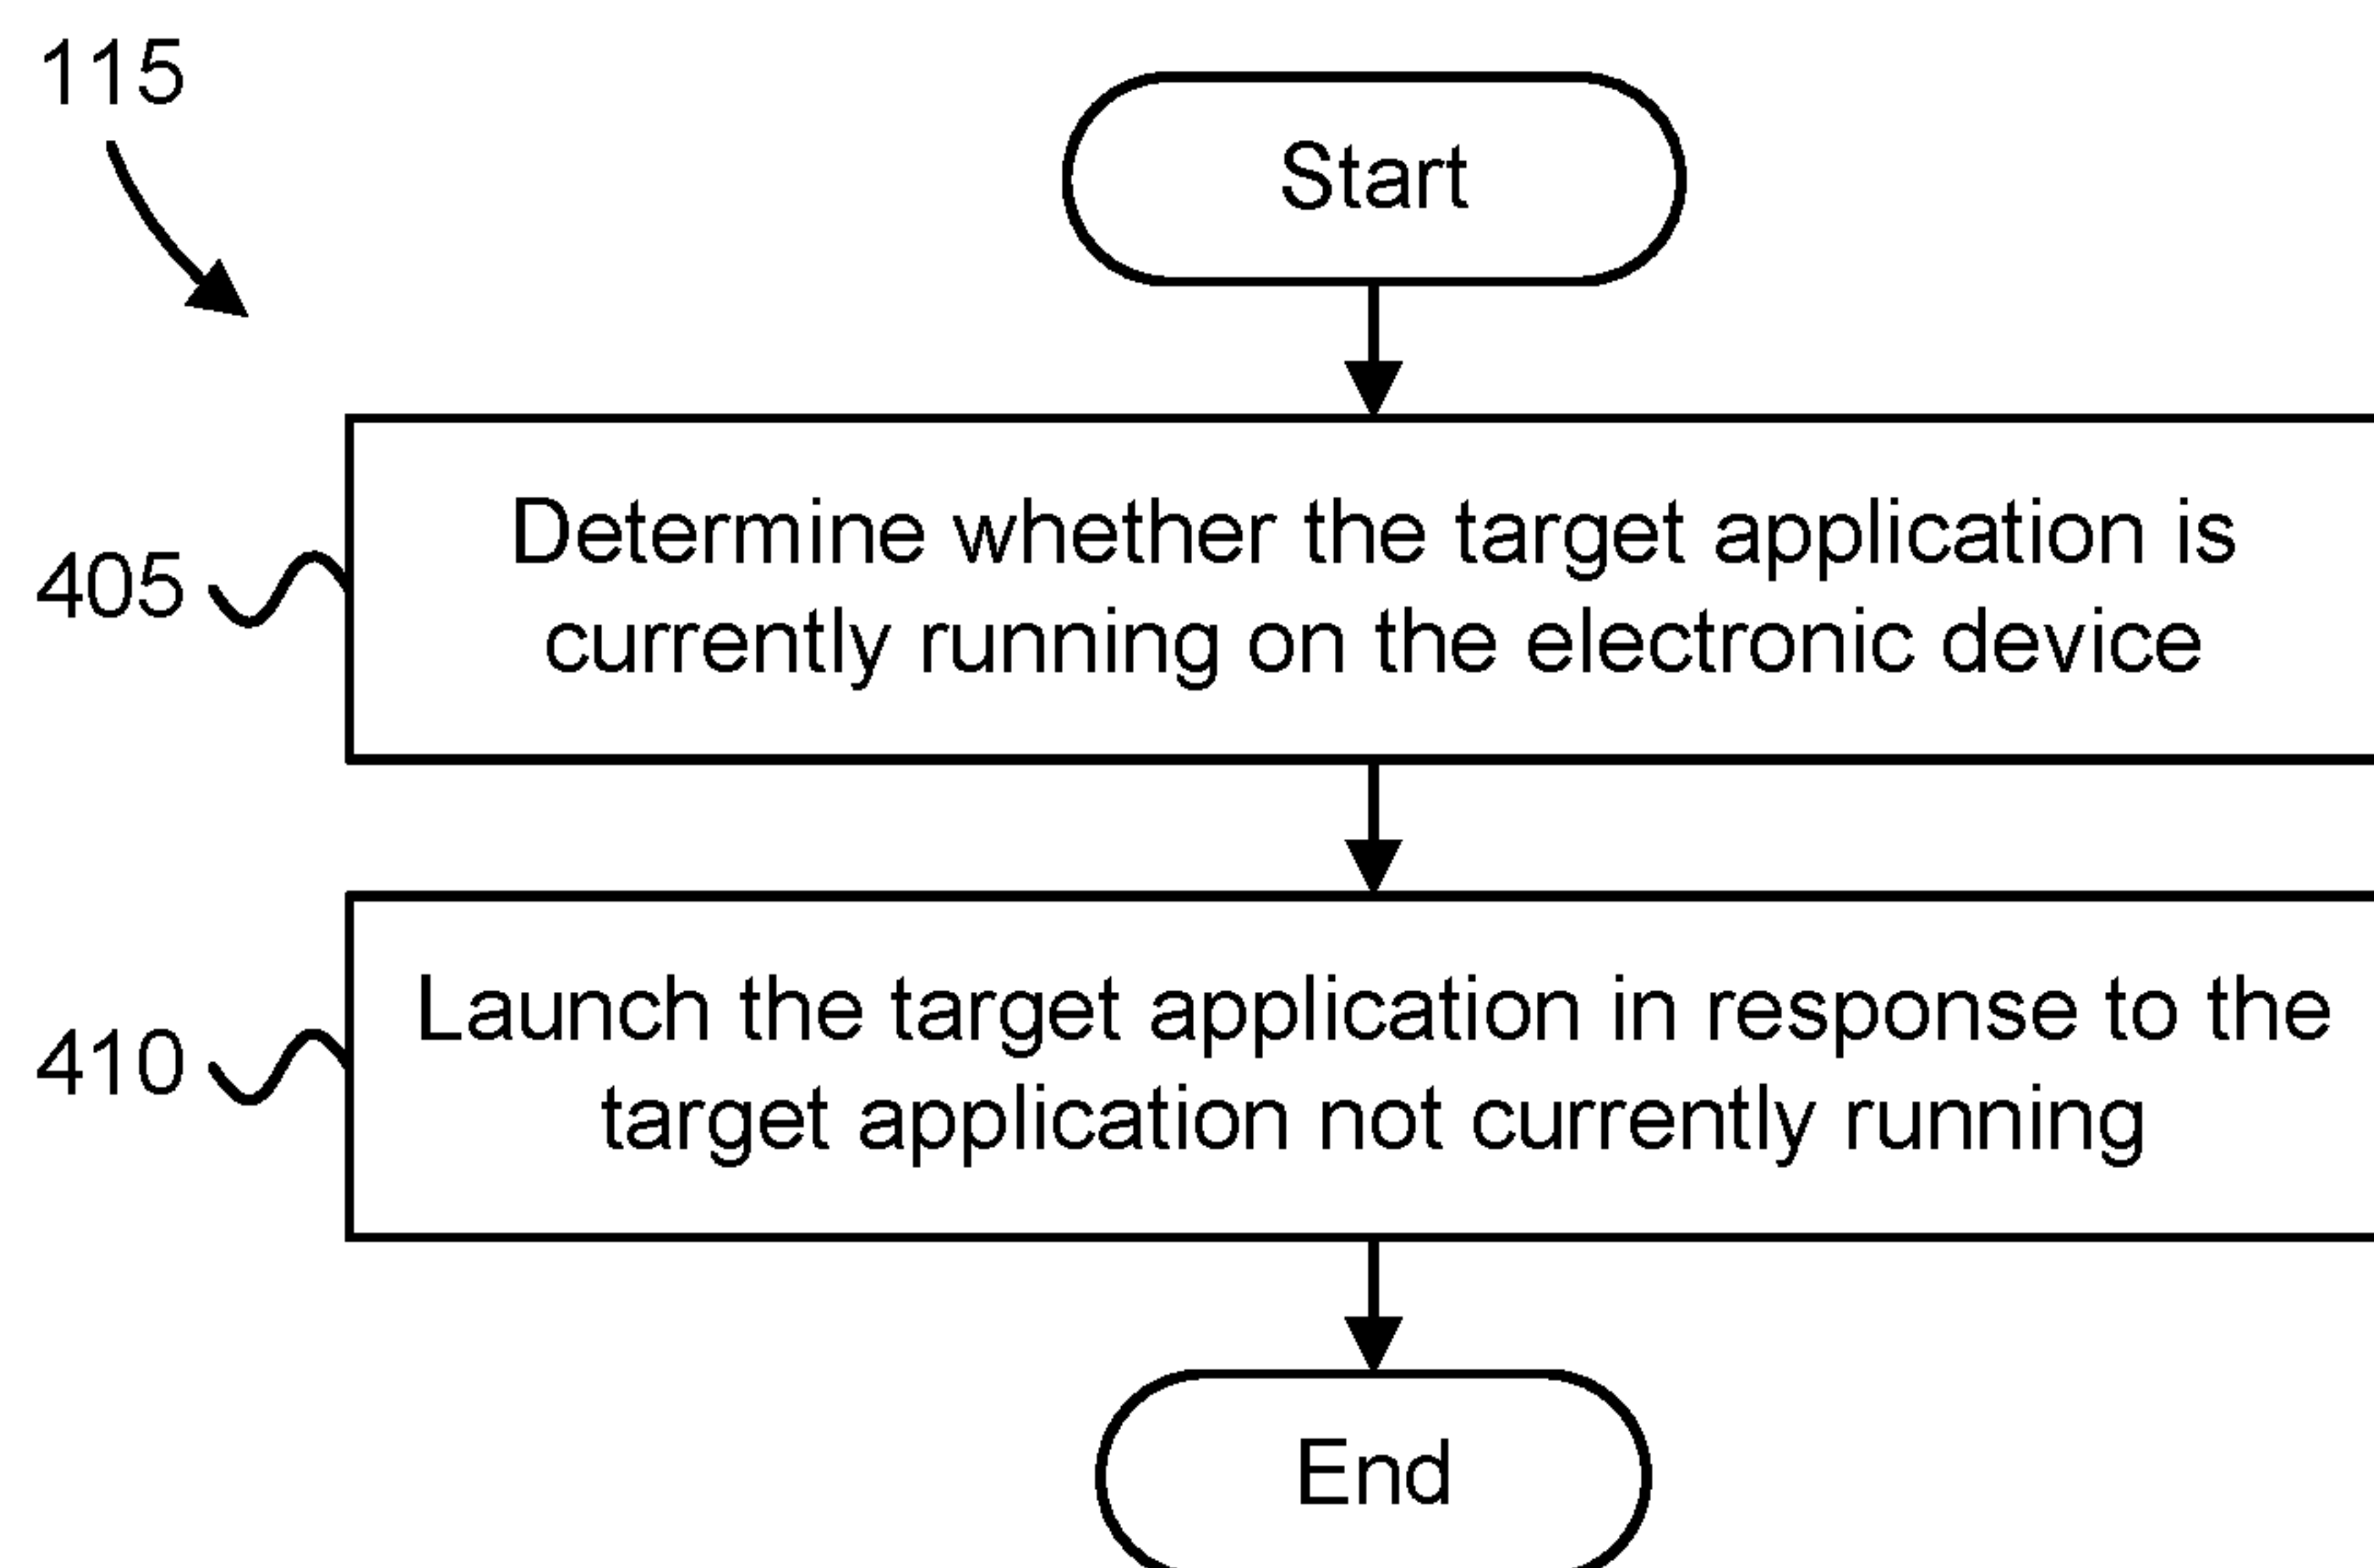 115
Start
405
Determine whether the target application is
currently running on the electronic device
410
Launch the target application in response to the
target application not currently running
End